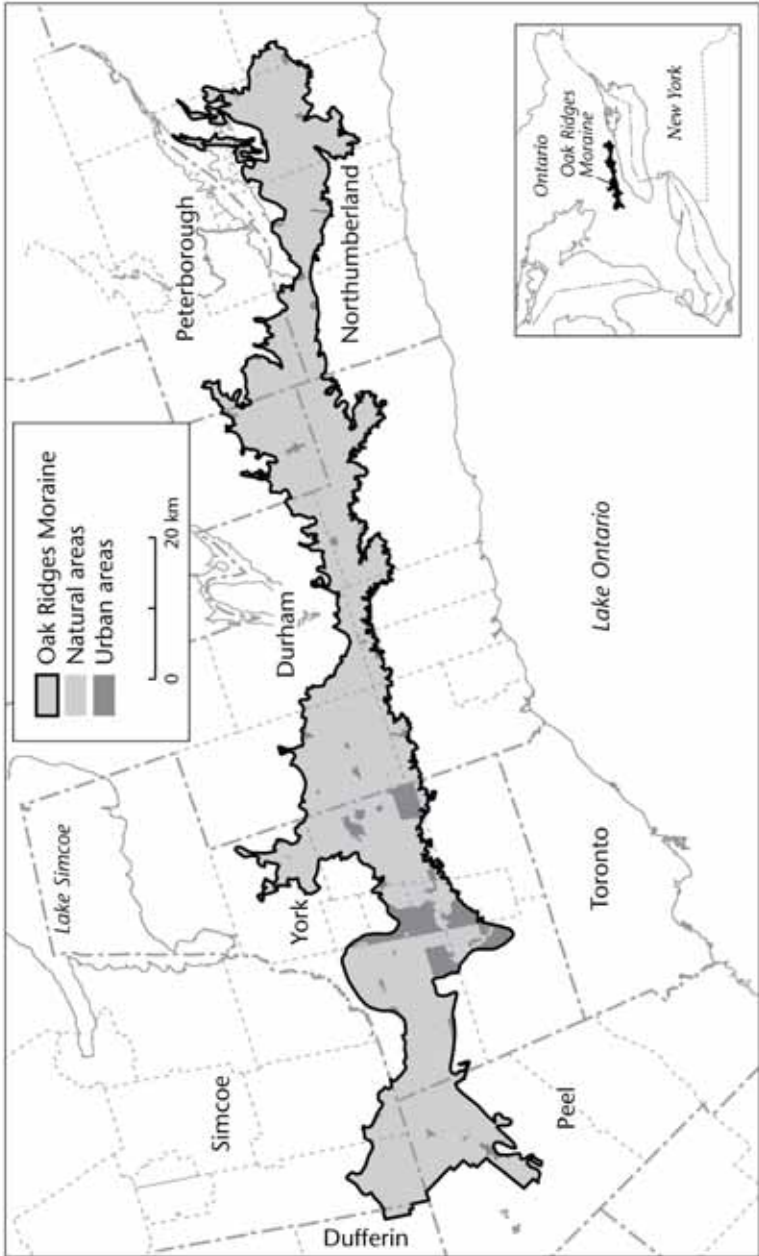 Oak Ridges Moraine
Natural areas
Urban areas
0
20 km
Lake Simcoe
Simcoe
York
Durham
Peterborough
Northumberland
Dufferin
Peel
Toronto
Lake Ontario
Ontario
Oak Ridges
Moraine
New York